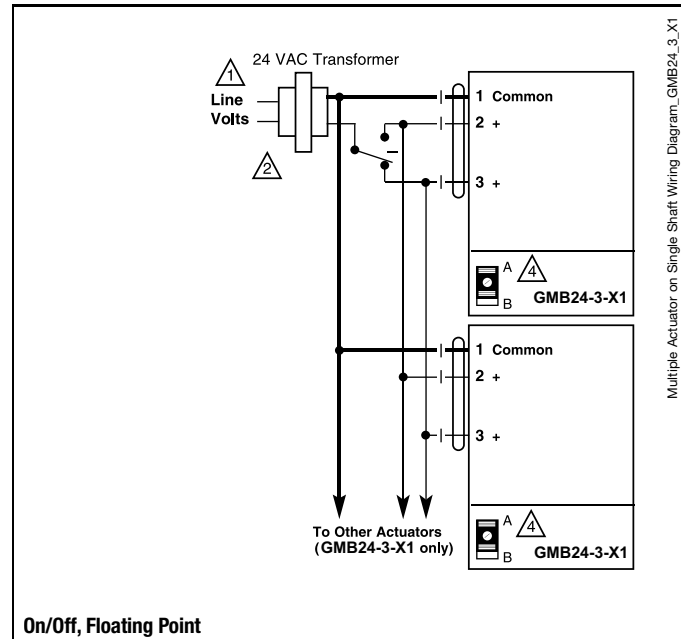 24 VAC Transformer
1
Line
Volts
2
1 Common
2 +
3 +
A
4
B
GMB24-3-X1
1 Common
2 +
3 +
A
4
B
GMB24-3-X1
To Other Actuators
(GMB24-3-X1 only)
On/Off, Floating Point
Multiple Actuator on Single Shaft Wiring Diagram_GMB24_3_X1